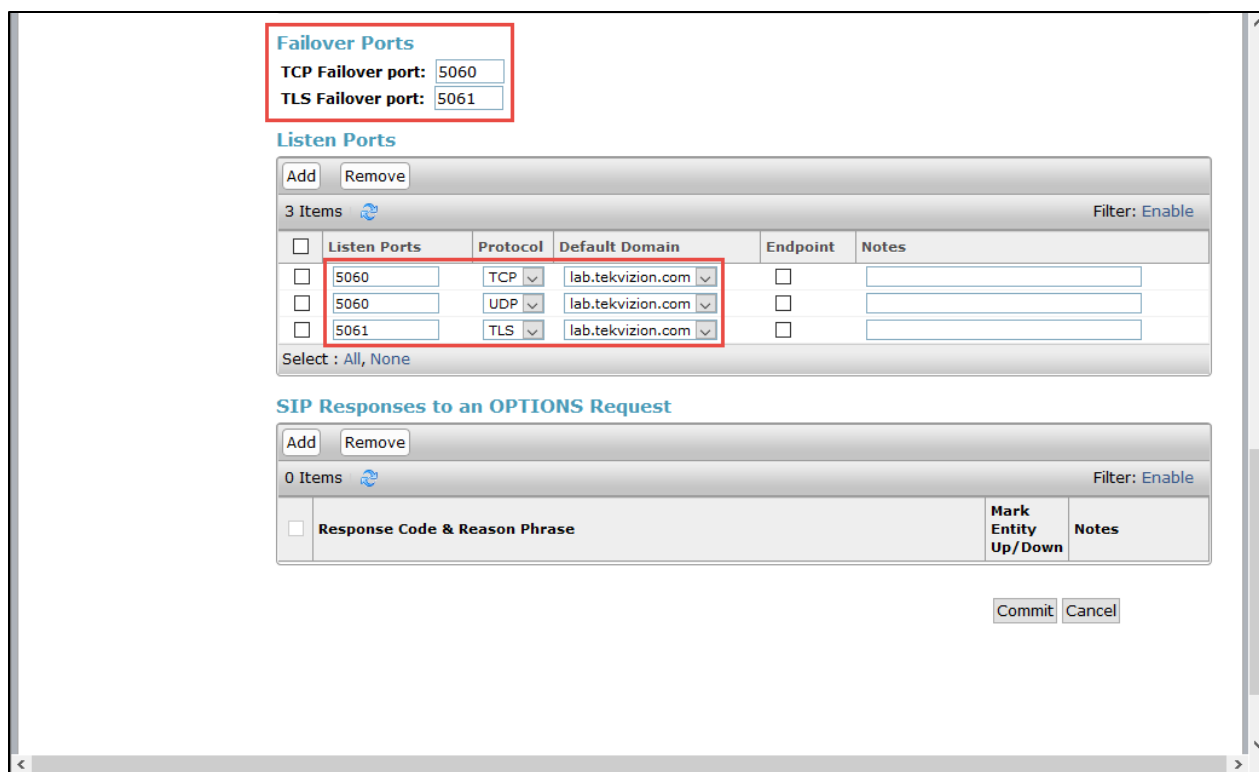 Failover Ports
TCP Failover port: 5060
TLS Failover port: 5061
Listen Ports
Add Remove
3 Items Filter: Enable
Listen Ports Protocol Default Domain Endpoint Notes
5060 TCP lab.tekvizion.com
5060 UDP lab.tekvizion.com
5061 TLS lab.tekvizion.com
Select : All, None
SIP Responses to an OPTIONS Request
Add Remove
0 Items Filter: Enable
Response Code & Reason Phrase Mark Entity Up/Down Notes
Commit Cancel